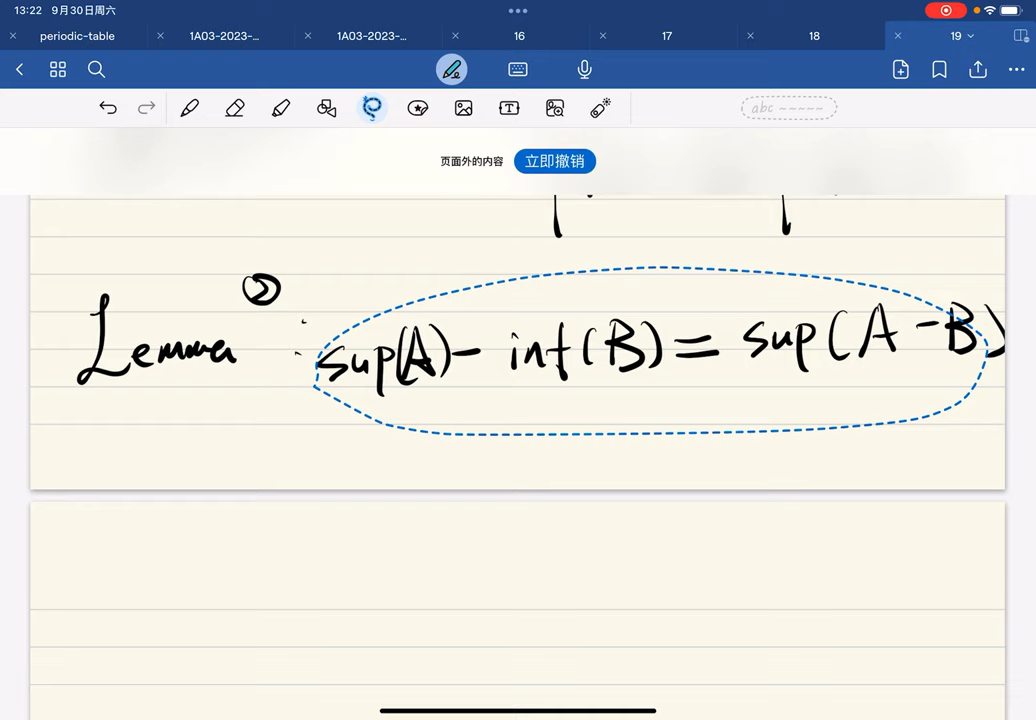 13:22 9月30日周六
periodic-table 1A03-2023-... 1A03-2023-... 16 17 18 19
abc
页面外的内容 立即撤销
②
Lemma : sup(A) - inf(B) = sup(A - B)